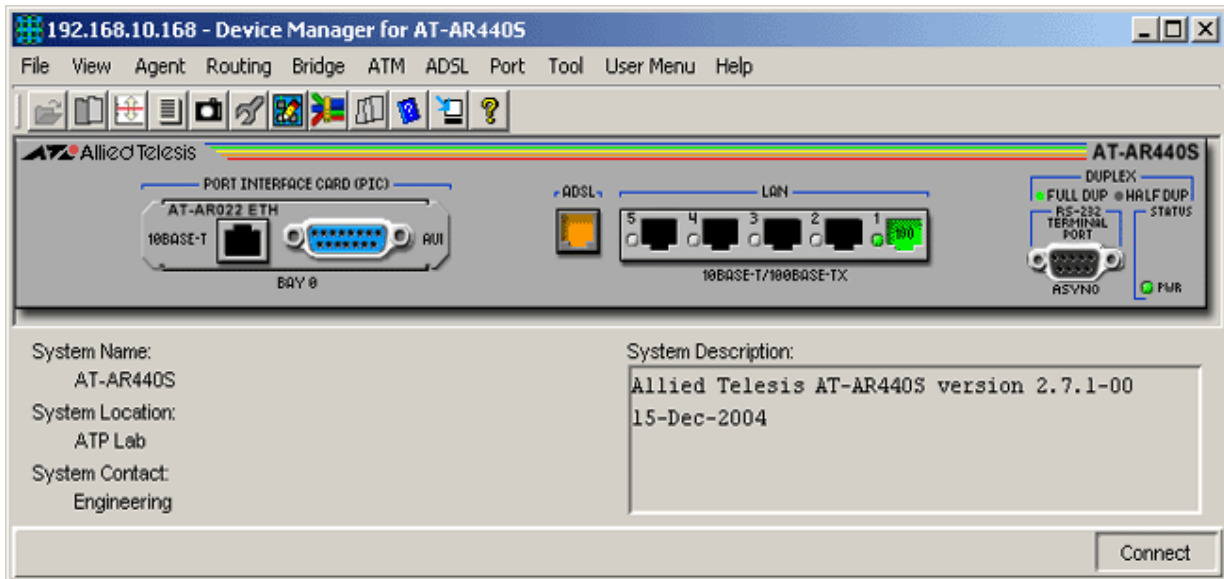 192.168.10.168 - Device Manager for AT-AR440S
File View Agent Routing Bridge ATM ADSL Port Tool User Menu Help
Allied Telesis
AT-AR440S
PORT INTERFACE CARD (PIC)
AT-AR022 ETH
10BASE-T
AUI
BAY 0
ADSL
LAN
5 4 3 2 1
100
10BASE-T/100BASE-TX
DUPLEX
FULL DUP HALF DUP
RS-232
TERMINAL
PORT
ASYN0
STATUS
PWR
System Name:
AT-AR440S
System Location:
ATP Lab
System Contact:
Engineering
System Description:
Allied Telesis AT-AR440S version 2.7.1-00
15-Dec-2004
Connect